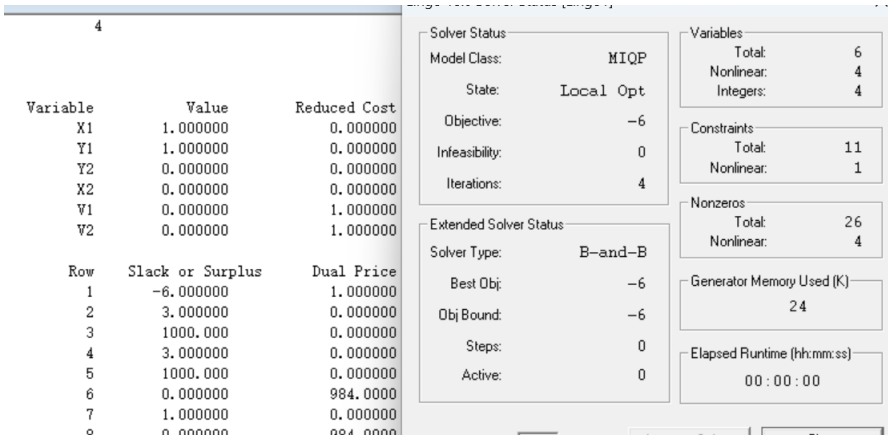 4
Variable Value Reduced Cost
X1 1.000000 0.000000
Y1 1.000000 0.000000
Y2 0.000000 0.000000
X2 0.000000 0.000000
V1 0.000000 1.000000
V2 0.000000 1.000000
Row Slack or Surplus Dual Price
1 -6.000000 1.000000
2 3.000000 0.000000
3 1000.000 0.000000
4 3.000000 0.000000
5 1000.000 0.000000
6 0.000000 984.0000
7 1.000000 0.000000
8 0.000000 984.0000
Solver Status
Model Class: MIQP
State: Local Opt
Objective: -6
Infeasibility: 0
Iterations: 4
Extended Solver Status
Solver Type: B-and-B
Best Obj: -6
Obj Bound: -6
Steps: 0
Active: 0
Variables
Total: 6
Nonlinear: 4
Integers: 4
Constraints
Total: 11
Nonlinear: 1
Nonzeros
Total: 26
Nonlinear: 4
Generator Memory Used (K)
24
Elapsed Runtime (hh:mm:ss)
00:00:00